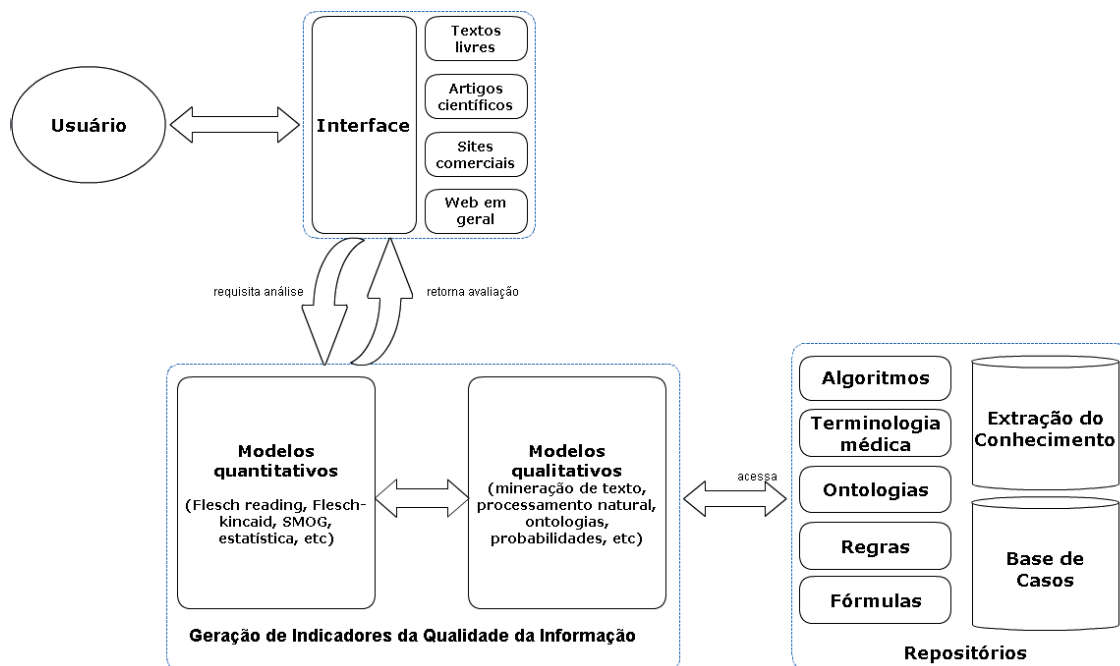 Usuário
Interface
Textos
livres
Artigos
científicos
Sites
comerciais
Web em
geral
requisita análise
retorna avaliação
Modelos
quantitativos
(Flesch reading, Flesch-
kincaid, SMOG,
estatística, etc)
Modelos
qualitativos
(mineração de texto,
processamento natural,
ontologias,
probabilidades, etc)
Geração de Indicadores da Qualidade da Informação
acessa
Algoritmos
Terminologia
médica
Ontologias
Regras
Fórmulas
Extração do
Conhecimento
Base de
Casos
Repositórios